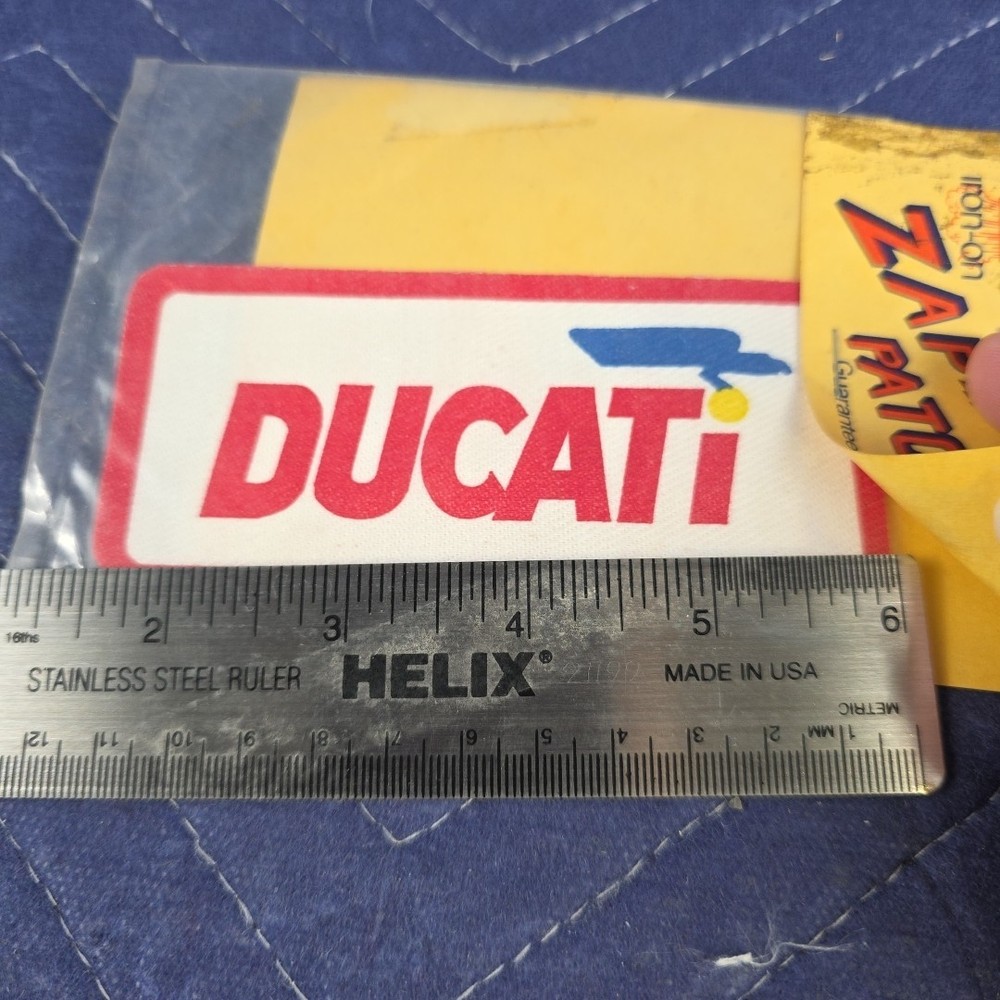 iron-on
ZAP
PATC
Guarantee
DUCATi
2 3 4 5 6
16ths
STAINLESS STEEL RULER HELIX® MADE IN USA
METRIC
12 11 10 9 8 7 6 5 4 3 2 MM 1